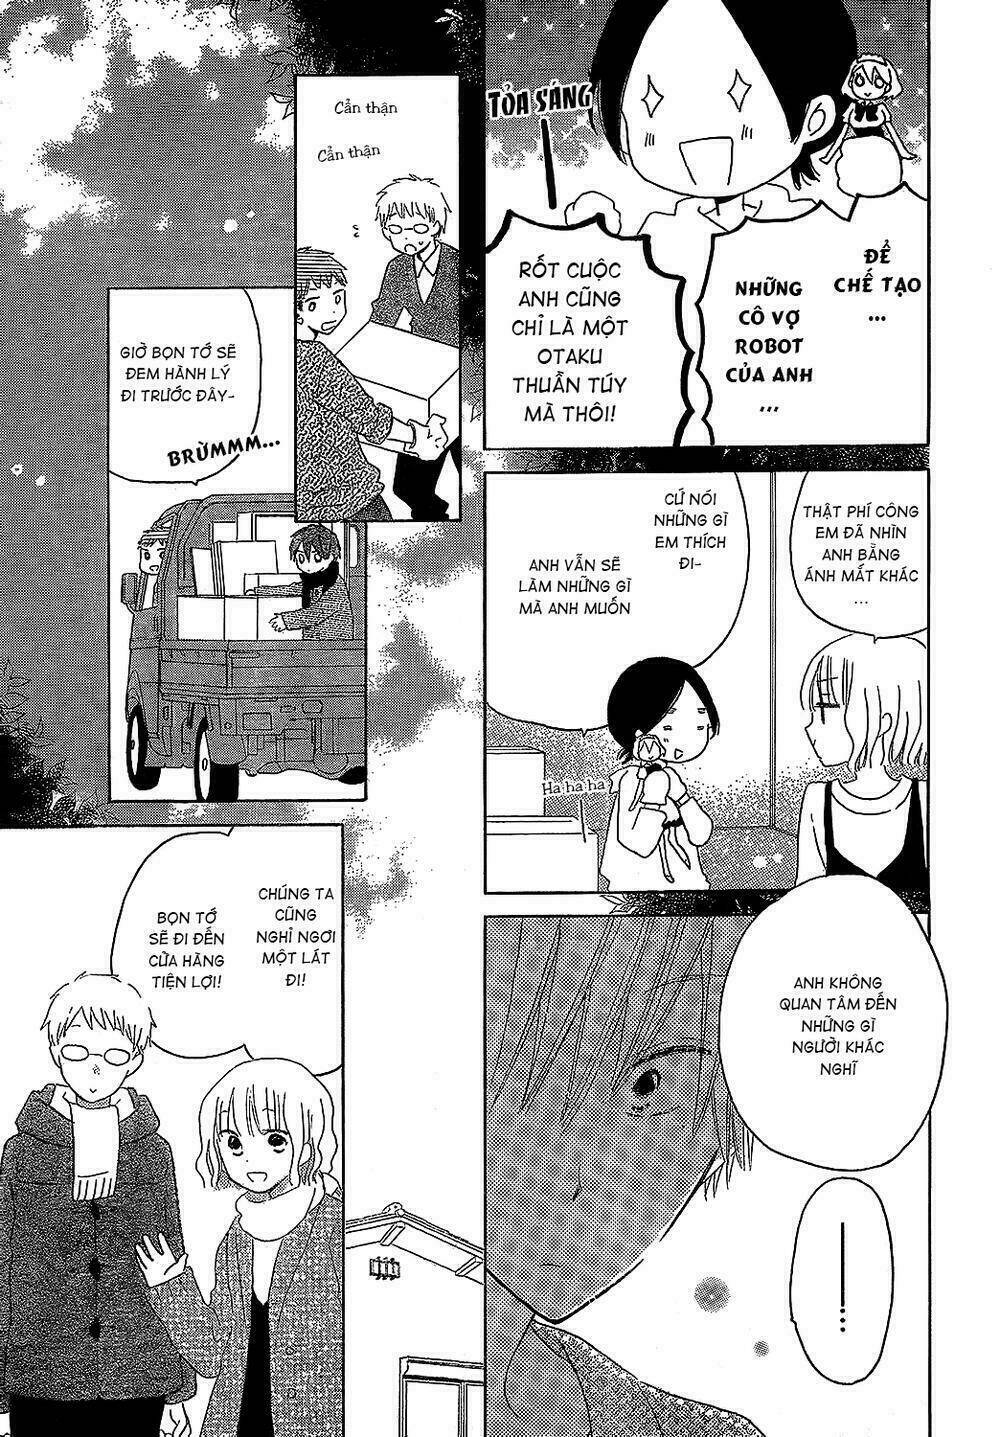 ĐỂ
CHẾ TẠO
...
NHỮNG
CÔ VỢ
ROBOT
CỦA ANH
...
TỎA SÁNG
RỐT CUỘC
ANH CŨNG
CHỈ LÀ MỘT
OTAKU
THUẦN TÚY
MÀ THÔI!
THẬT PHÍ CÔNG
EM ĐÃ NHÌN
ANH BẰNG
ÁNH MẮT KHÁC
...
CỨ NÓI
NHỮNG GÌ
EM THÍCH
ĐI~
ANH VẪN SẼ
LÀM NHỮNG GÌ
MÀ ANH MUỐN
Ha ha ha
ANH KHÔNG
QUAN TÂM ĐẾN
NHỮNG GÌ
NGƯỜI KHÁC
NGHĨ
Cẩn thận
Cẩn thận
GIỜ BỌN TỚ SẼ
ĐEM HÀNH LÝ
ĐI TRƯỚC ĐÂY~
BRỪMMM...
CHÚNG TA
CŨNG
NGHỈ NGƠI
MỘT LÁT
ĐI!
BỌN TỚ
SẼ ĐI ĐẾN
CỬA HÀNG
TIỆN LỢI!